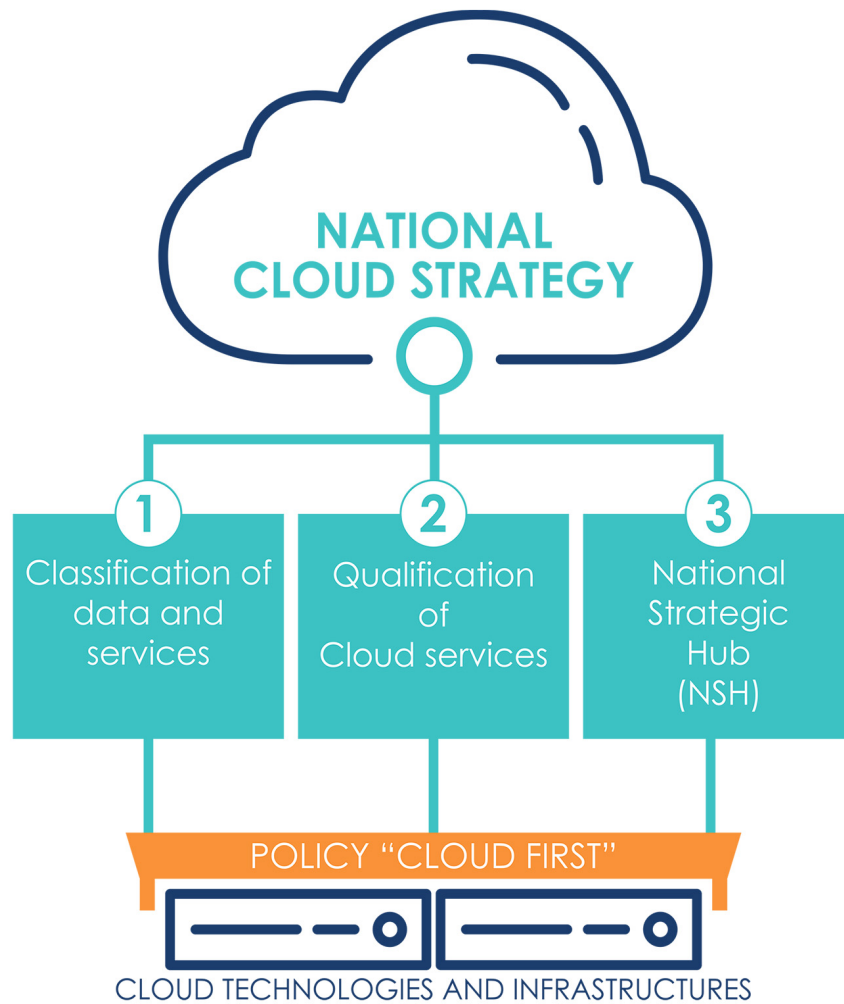 NATIONAL
CLOUD STRATEGY
1
Classification of
data and
services
2
Qualification
of
Cloud services
3
National
Strategic
Hub
(NSH)
POLICY “CLOUD FIRST”
CLOUD TECHNOLOGIES AND INFRASTRUCTURES